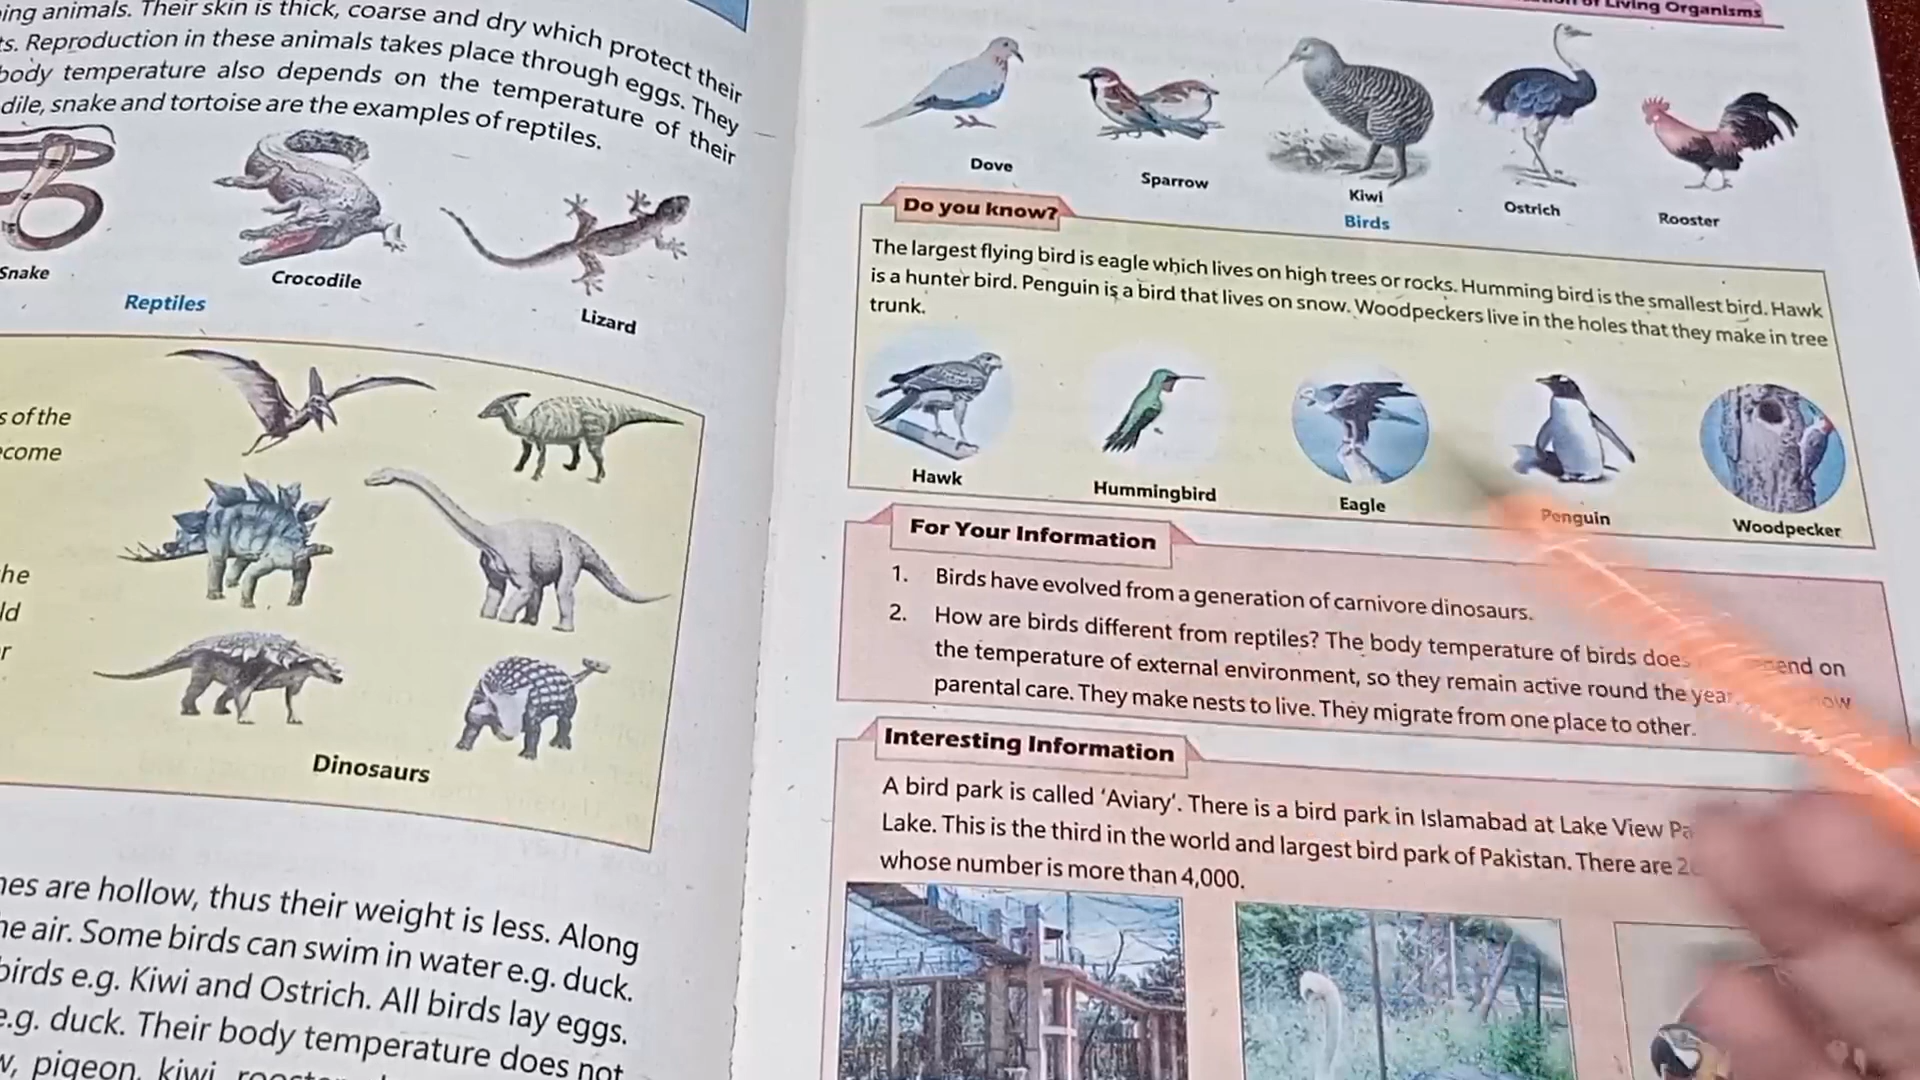 ing animals. Their skin is thick, coarse and dry which protect their
ts. Reproduction in these animals takes place through eggs. They
body temperature also depends on the temperature of their
dile, snake and tortoise are the examples of reptiles.
Snake
Crocodile
Lizard
Reptiles
s of the
come
he
ld
r
Dinosaurs
nes are hollow, thus their weight is less. Along
he air. Some birds can swim in water e.g. duck.
birds e.g. Kiwi and Ostrich. All birds lay eggs.
e.g. duck. Their body temperature does not
w, pigeon, kiwi,
of Living Organisms
Dove
Sparrow
Kiwi
Ostrich
Rooster
Birds
Do you know?
The largest flying bird is eagle which lives on high trees or rocks. Humming bird is the smallest bird. Hawk
is a hunter bird. Penguin is a bird that lives on snow. Woodpeckers live in the holes that they make in tree
trunk.
Hawk
Hummingbird
Eagle
Penguin
Woodpecker
For Your Information
1. Birds have evolved from a generation of carnivore dinosaurs.
2. How are birds different from reptiles? The body temperature of birds does end on
the temperature of external environment, so they remain active round the year. ow
parental care. They make nests to live. They migrate from one place to other.
Interesting Information
A bird park is called ‘Aviary’. There is a bird park in Islamabad at Lake View Pa
Lake. This is the third in the world and largest bird park of Pakistan. There are
whose number is more than 4,000.